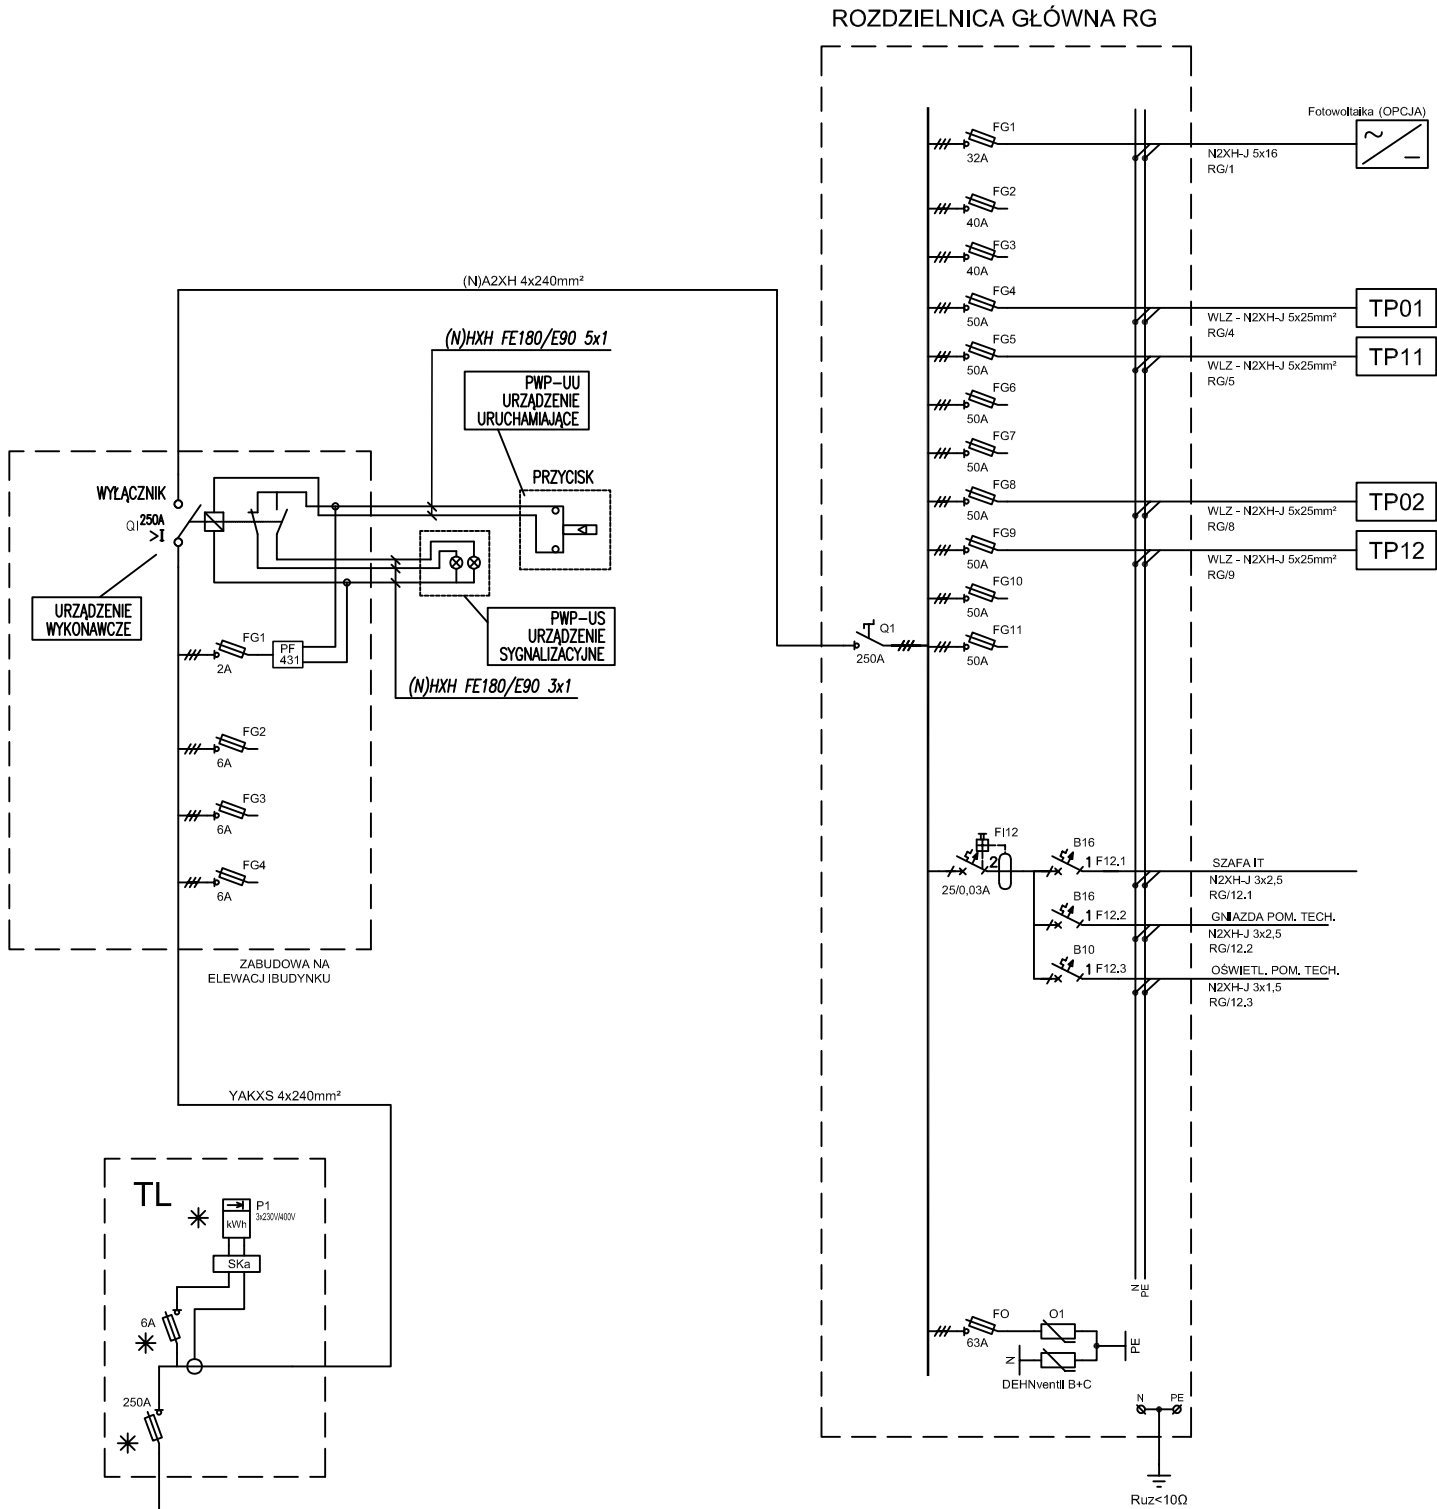 ROZDZIELNICA GŁÓWNA RG
FG1
32A
N2XH-J 5x16
RG/1
Fotowoltaika (OPCJA)
FG2
40A
FG3
40A
FG4
50A
WLZ - N2XH-J 5x25mm²
RG/4
TP01
FG5
50A
WLZ - N2XH-J 5x25mm²
RG/5
TP11
FG6
50A
FG7
50A
FG8
50A
WLZ - N2XH-J 5x25mm²
RG/8
TP02
FG9
50A
WLZ - N2XH-J 5x25mm²
RG/9
TP12
FG10
50A
FG11
50A
Q1
250A
FI12
2
25/0,03A
B16
1 F12.1
SZAFA IT
N2XH-J 3x2,5
RG/12.1
B16
1 F12.2
GNIAZDA POM. TECH.
N2XH-J 3x2,5
RG/12.2
B10
1 F12.3
OŚWIETL. POM. TECH.
N2XH-J 3x1,5
RG/12.3
N
PE
FO
63A
O1
N
PE
DEHNventil B+C
N
PE
Ruz<10Ω
(N)A2XH 4x240mm²
(N)HXH FE180/E90 5x1
PWP-UU
URZĄDZENIE
URUCHAMIAJĄCE
PRZYCISK
WYŁĄCZNIK
QI 250A
>I
URZĄDZENIE
WYKONAWCZE
PWP-US
URZĄDZENIE
SYGNALIZACYJNE
(N)HXH FE180/E90 3x1
FG1
2A
PF
431
FG2
6A
FG3
6A
FG4
6A
ZABUDOWA NA
ELEWACJ IBUDYNKU
YAKXS 4x240mm²
TL
P1
3x230V/400V
kWh
SKa
6A
250A